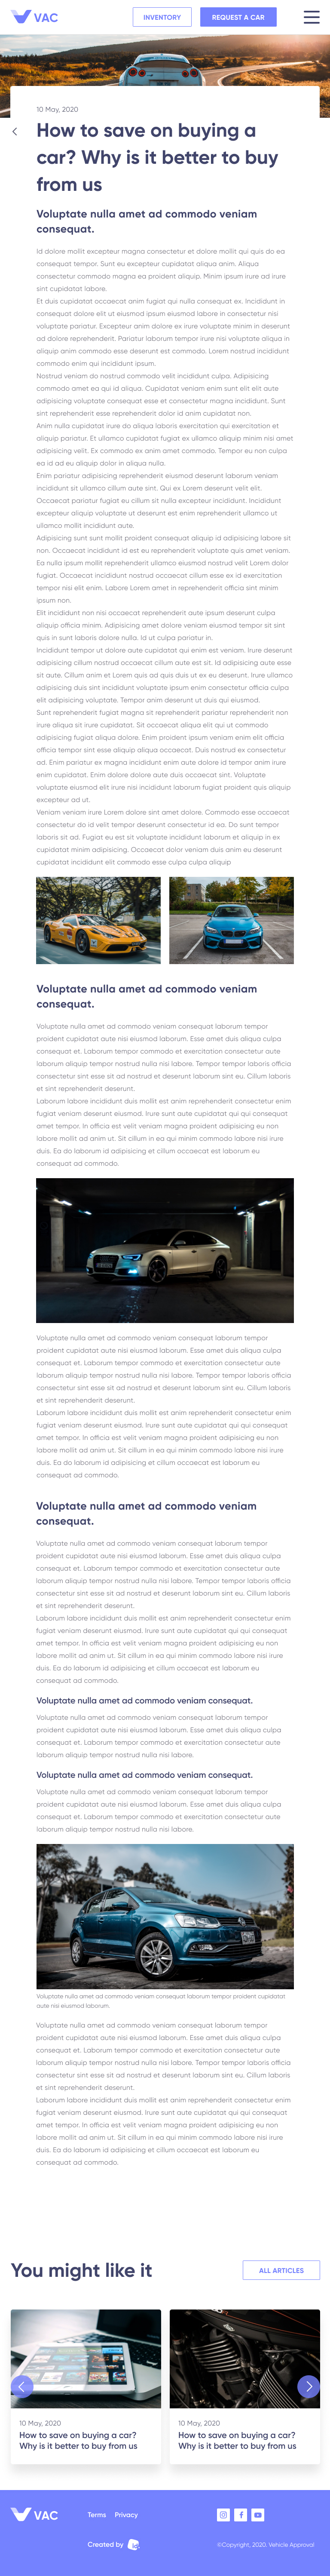 VAC
INVENTORY
REQUEST A CAR
10 May, 2020
How to save on buying a
car? Why is it better to buy
from us
Voluptate nulla amet ad commodo veniam
consequat.
Id dolore mollit excepteur magna consectetur et dolore mollit qui quis do ea
consequat tempor. Sunt eu excepteur cupidatat aliqua anim. Aliqua
consectetur commodo magna ea proident aliquip. Minim ipsum irure ad irure
sint cupidatat labore.
Et duis cupidatat occaecat anim fugiat qui nulla consequat ex. Incididunt in
consequat dolore elit ut eiusmod ipsum eiusmod labore in consectetur nisi
voluptate pariatur. Excepteur anim dolore ex irure voluptate minim in deserunt
ad dolore reprehenderit. Pariatur laborum tempor irure nisi voluptate aliqua in
aliquip anim commodo esse deserunt est commodo. Lorem nostrud incididunt
commodo enim qui incididunt ipsum.
Nostrud veniam do nostrud commodo velit incididunt culpa. Adipisicing
commodo amet ea qui id aliqua. Cupidatat veniam enim sunt elit elit aute
adipisicing voluptate consequat esse et consectetur magna incididunt. Sunt
sint reprehenderit esse reprehenderit dolor id anim cupidatat non.
Anim nulla cupidatat irure do aliqua laboris exercitation qui exercitation et
aliquip pariatur. Et ullamco cupidatat fugiat ex ullamco aliquip minim nisi amet
adipisicing velit. Ex commodo ex anim amet commodo. Tempor eu non culpa
ea id ad eu aliquip dolor in aliqua nulla.
Enim pariatur adipisicing reprehenderit eiusmod deserunt laborum veniam
incididunt sit ullamco cillum aute sint. Qui ex Lorem deserunt velit elit.
Occaecat pariatur fugiat eu cillum sit nulla excepteur incididunt. Incididunt
excepteur aliquip voluptate ut deserunt est enim reprehenderit ullamco ut
ullamco mollit incididunt aute.
Adipisicing sunt sunt mollit proident consequat aliquip id adipisicing labore sit
non. Occaecat incididunt id est eu reprehenderit voluptate quis amet veniam.
Ea nulla ipsum mollit reprehenderit ullamco eiusmod nostrud velit Lorem dolor
fugiat. Occaecat incididunt nostrud occaecat cillum esse ex id exercitation
tempor nisi elit enim. Labore Lorem amet in reprehenderit officia sint minim
ipsum non.
Elit incididunt non nisi occaecat reprehenderit aute ipsum deserunt culpa
aliquip officia minim. Adipisicing amet dolore veniam eiusmod tempor sit sint
quis in sunt laboris dolore nulla. Id ut culpa pariatur in.
Incididunt tempor ut dolore aute cupidatat qui enim est veniam. Irure deserunt
adipisicing cillum nostrud occaecat cillum aute est sit. Id adipisicing aute esse
sit aute. Cillum anim et Lorem quis ad quis duis ut ex eu deserunt. Irure ullamco
adipisicing duis sint incididunt voluptate ipsum enim consectetur officia culpa
elit adipisicing voluptate. Tempor anim deserunt ut duis qui eiusmod.
Sunt reprehenderit fugiat magna sit reprehenderit pariatur reprehenderit non
irure aliqua sit irure cupidatat. Sit occaecat aliqua elit qui ut commodo
adipisicing fugiat aliqua dolore. Enim proident ipsum veniam enim elit officia
officia tempor sint esse aliquip aliqua occaecat. Duis nostrud ex consectetur
ad. Enim pariatur ex magna incididunt enim aute dolore id tempor anim irure
enim cupidatat. Enim dolore dolore aute duis occaecat sint. Voluptate
voluptate eiusmod elit irure nisi incididunt laborum fugiat proident quis aliquip
excepteur ad ut.
Veniam veniam irure Lorem dolore sint amet dolore. Commodo esse occaecat
consectetur do id velit tempor deserunt consectetur id ea. Do sunt tempor
laboris sit ad. Fugiat eu est sit voluptate incididunt laborum et aliquip in ex
cupidatat minim adipisicing. Occaecat dolor veniam duis anim eu deserunt
cupidatat incididunt elit commodo esse culpa culpa aliquip
Voluptate nulla amet ad commodo veniam
consequat.
Voluptate nulla amet ad commodo veniam consequat laborum tempor
proident cupidatat aute nisi eiusmod laborum. Esse amet duis aliqua culpa
consequat et. Laborum tempor commodo et exercitation consectetur aute
laborum aliquip tempor nostrud nulla nisi labore. Tempor tempor laboris officia
consectetur sint esse sit ad nostrud et deserunt laborum sint eu. Cillum laboris
et sint reprehenderit deserunt.
Laborum labore incididunt duis mollit est anim reprehenderit consectetur enim
fugiat veniam deserunt eiusmod. Irure sunt aute cupidatat qui qui consequat
amet tempor. In officia est velit veniam magna proident adipisicing eu non
labore mollit ad anim ut. Sit cillum in ea qui minim commodo labore nisi irure
duis. Ea do laborum id adipisicing et cillum occaecat est laborum eu
consequat ad commodo.
Voluptate nulla amet ad commodo veniam consequat laborum tempor
proident cupidatat aute nisi eiusmod laborum. Esse amet duis aliqua culpa
consequat et. Laborum tempor commodo et exercitation consectetur aute
laborum aliquip tempor nostrud nulla nisi labore. Tempor tempor laboris officia
consectetur sint esse sit ad nostrud et deserunt laborum sint eu. Cillum laboris
et sint reprehenderit deserunt.
Laborum labore incididunt duis mollit est anim reprehenderit consectetur enim
fugiat veniam deserunt eiusmod. Irure sunt aute cupidatat qui qui consequat
amet tempor. In officia est velit veniam magna proident adipisicing eu non
labore mollit ad anim ut. Sit cillum in ea qui minim commodo labore nisi irure
duis. Ea do laborum id adipisicing et cillum occaecat est laborum eu
consequat ad commodo.
Voluptate nulla amet ad commodo veniam
consequat.
Voluptate nulla amet ad commodo veniam consequat laborum tempor
proident cupidatat aute nisi eiusmod laborum. Esse amet duis aliqua culpa
consequat et. Laborum tempor commodo et exercitation consectetur aute
laborum aliquip tempor nostrud nulla nisi labore. Tempor tempor laboris officia
consectetur sint esse sit ad nostrud et deserunt laborum sint eu. Cillum laboris
et sint reprehenderit deserunt.
Laborum labore incididunt duis mollit est anim reprehenderit consectetur enim
fugiat veniam deserunt eiusmod. Irure sunt aute cupidatat qui qui consequat
amet tempor. In officia est velit veniam magna proident adipisicing eu non
labore mollit ad anim ut. Sit cillum in ea qui minim commodo labore nisi irure
duis. Ea do laborum id adipisicing et cillum occaecat est laborum eu
consequat ad commodo.
Voluptate nulla amet ad commodo veniam consequat.
Voluptate nulla amet ad commodo veniam consequat laborum tempor
proident cupidatat aute nisi eiusmod laborum. Esse amet duis aliqua culpa
consequat et. Laborum tempor commodo et exercitation consectetur aute
laborum aliquip tempor nostrud nulla nisi labore.
Voluptate nulla amet ad commodo veniam consequat.
Voluptate nulla amet ad commodo veniam consequat laborum tempor
proident cupidatat aute nisi eiusmod laborum. Esse amet duis aliqua culpa
consequat et. Laborum tempor commodo et exercitation consectetur aute
laborum aliquip tempor nostrud nulla nisi labore.
Voluptate nulla amet ad commodo veniam consequat laborum tempor proident cupidatat
aute nisi eiusmod laborum.
Voluptate nulla amet ad commodo veniam consequat laborum tempor
proident cupidatat aute nisi eiusmod laborum. Esse amet duis aliqua culpa
consequat et. Laborum tempor commodo et exercitation consectetur aute
laborum aliquip tempor nostrud nulla nisi labore. Tempor tempor laboris officia
consectetur sint esse sit ad nostrud et deserunt laborum sint eu. Cillum laboris
et sint reprehenderit deserunt.
Laborum labore incididunt duis mollit est anim reprehenderit consectetur enim
fugiat veniam deserunt eiusmod. Irure sunt aute cupidatat qui qui consequat
amet tempor. In officia est velit veniam magna proident adipisicing eu non
labore mollit ad anim ut. Sit cillum in ea qui minim commodo labore nisi irure
duis. Ea do laborum id adipisicing et cillum occaecat est laborum eu
consequat ad commodo.
You might like it
ALL ARTICLES
10 May, 2020
How to save on buying a car?
Why is it better to buy from us
10 May, 2020
How to save on buying a car?
Why is it better to buy from us
VAC
Terms
Privacy
Created by
©Copyright, 2020. Vehicle Approval